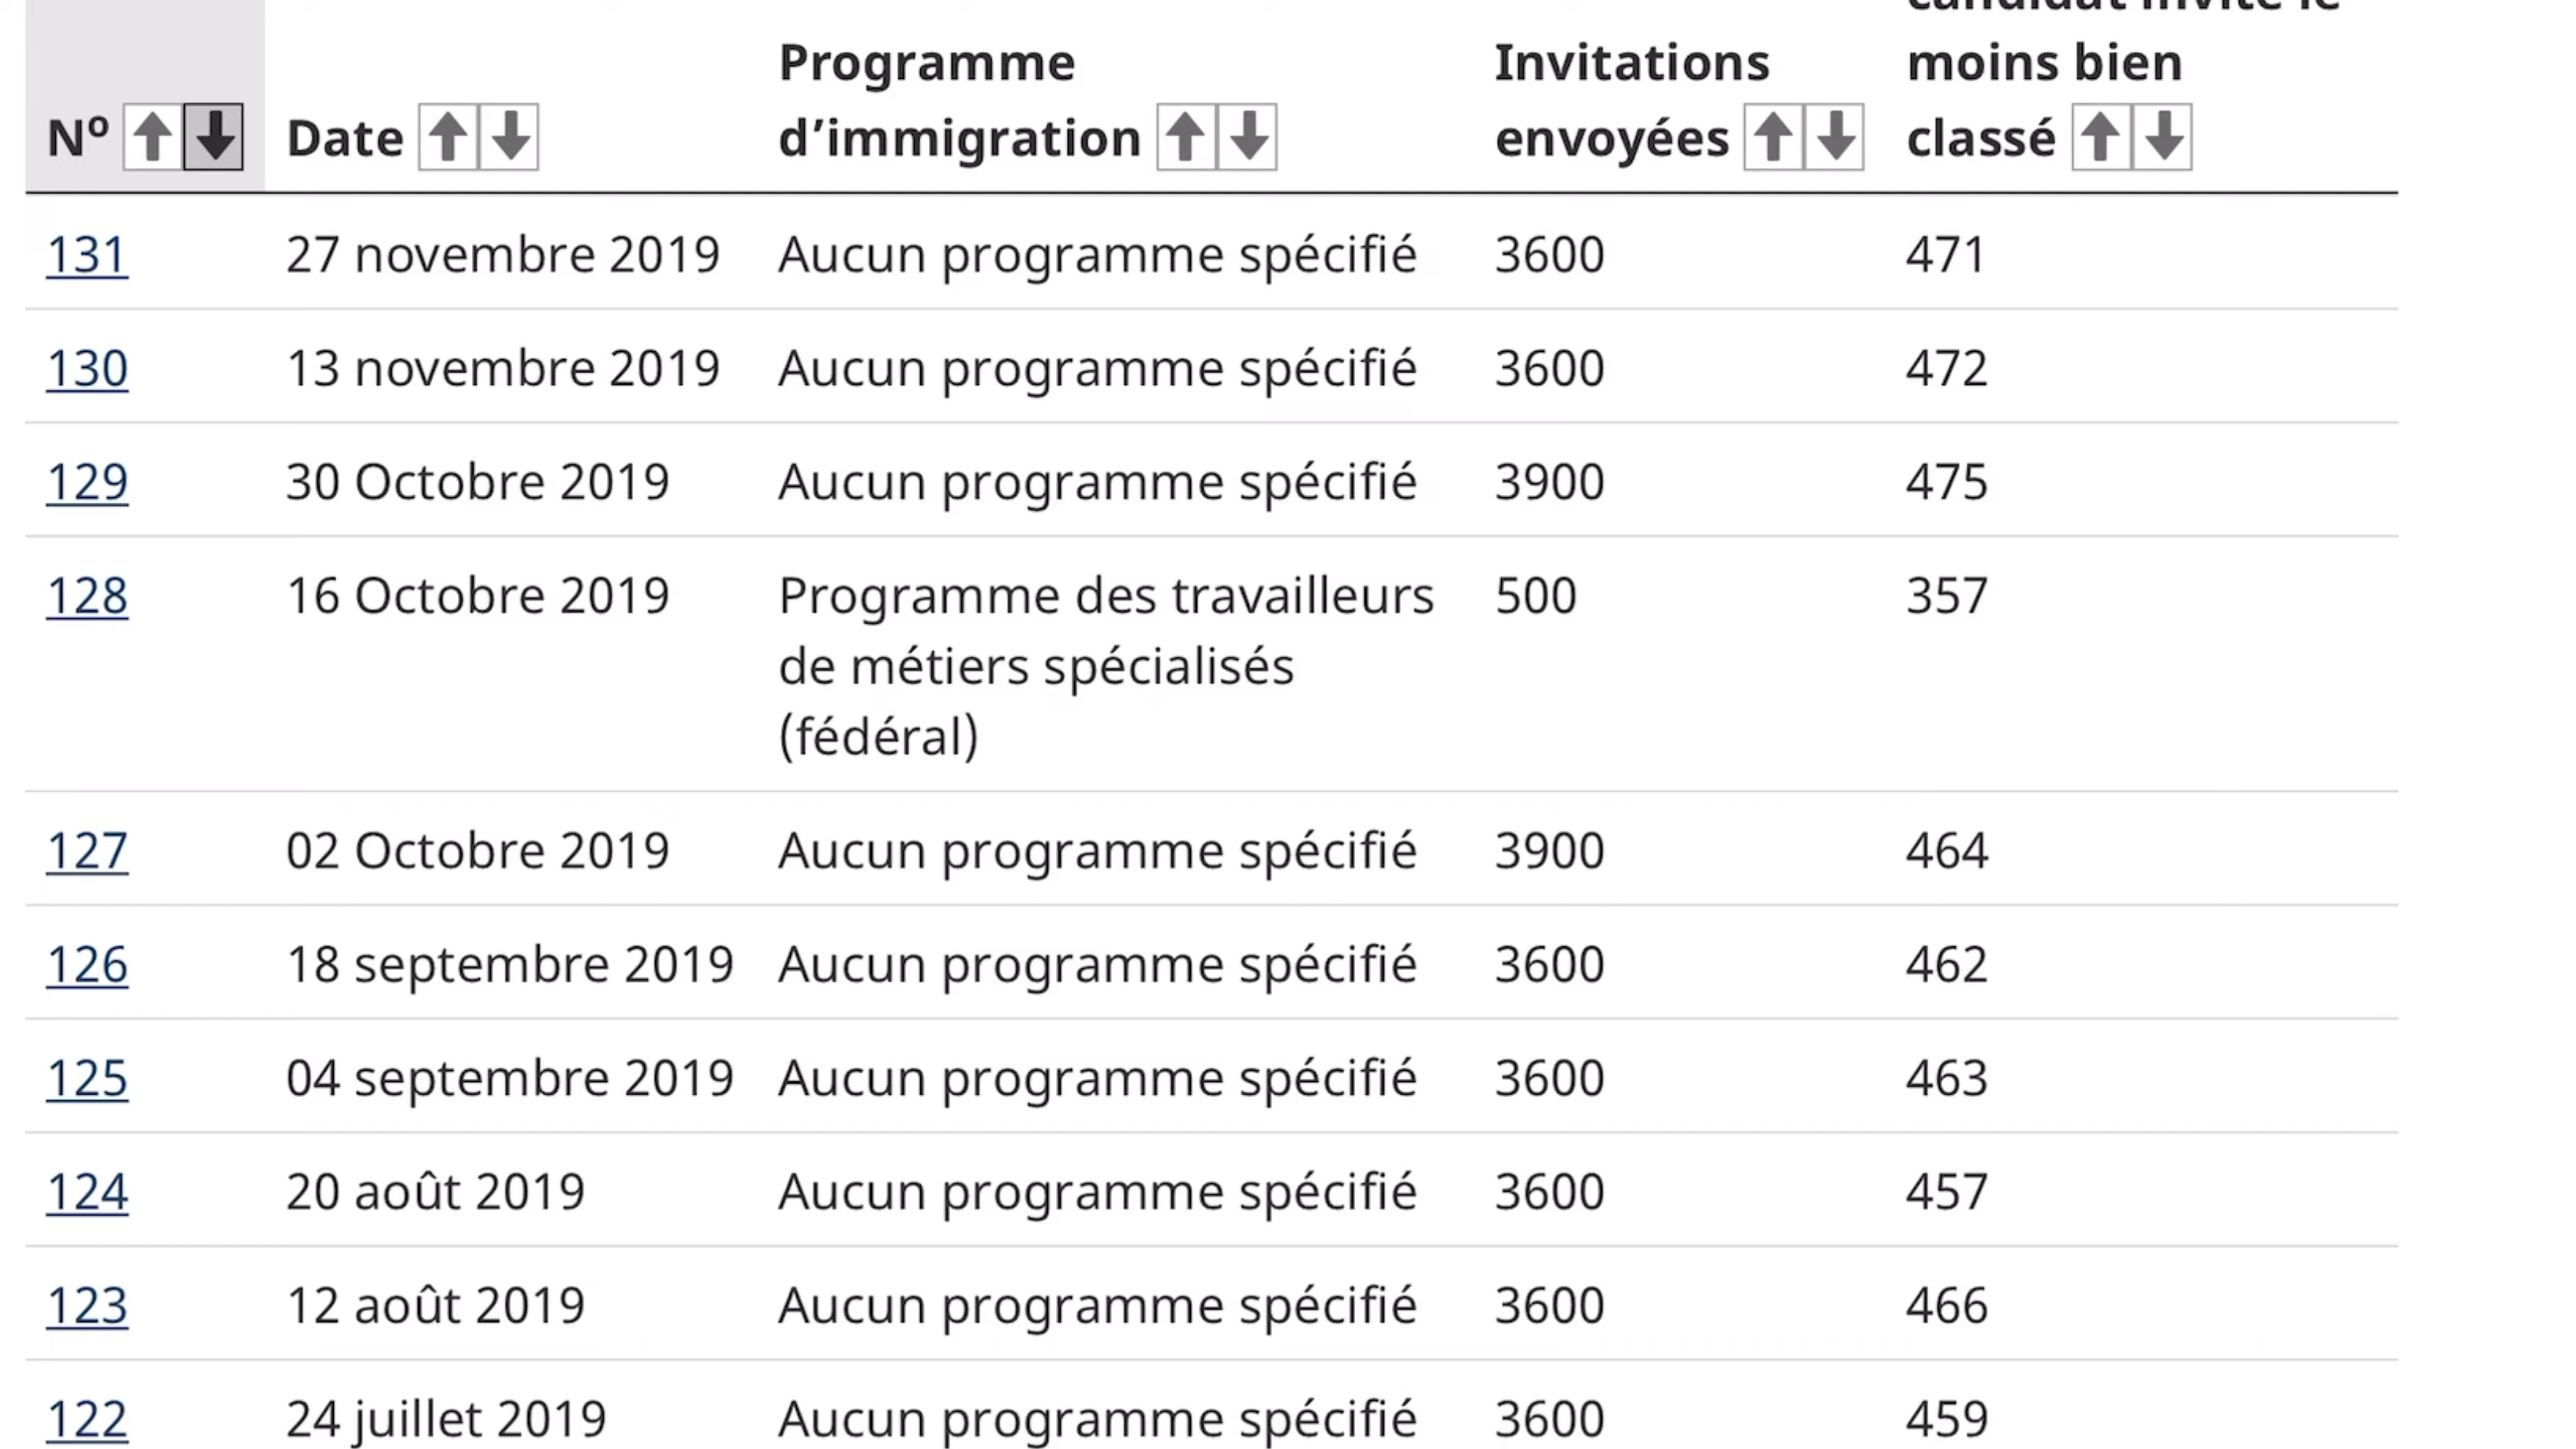 candidat invité le
Programme Invitations moins bien
Nº Date d’immigration envoyées classé
131 27 novembre 2019 Aucun programme spécifié 3600 471
130 13 novembre 2019 Aucun programme spécifié 3600 472
129 30 Octobre 2019 Aucun programme spécifié 3900 475
128 16 Octobre 2019 Programme des travailleurs 500 357
de métiers spécialisés
(fédéral)
127 02 Octobre 2019 Aucun programme spécifié 3900 464
126 18 septembre 2019 Aucun programme spécifié 3600 462
125 04 septembre 2019 Aucun programme spécifié 3600 463
124 20 août 2019 Aucun programme spécifié 3600 457
123 12 août 2019 Aucun programme spécifié 3600 466
122 24 juillet 2019 Aucun programme spécifié 3600 459